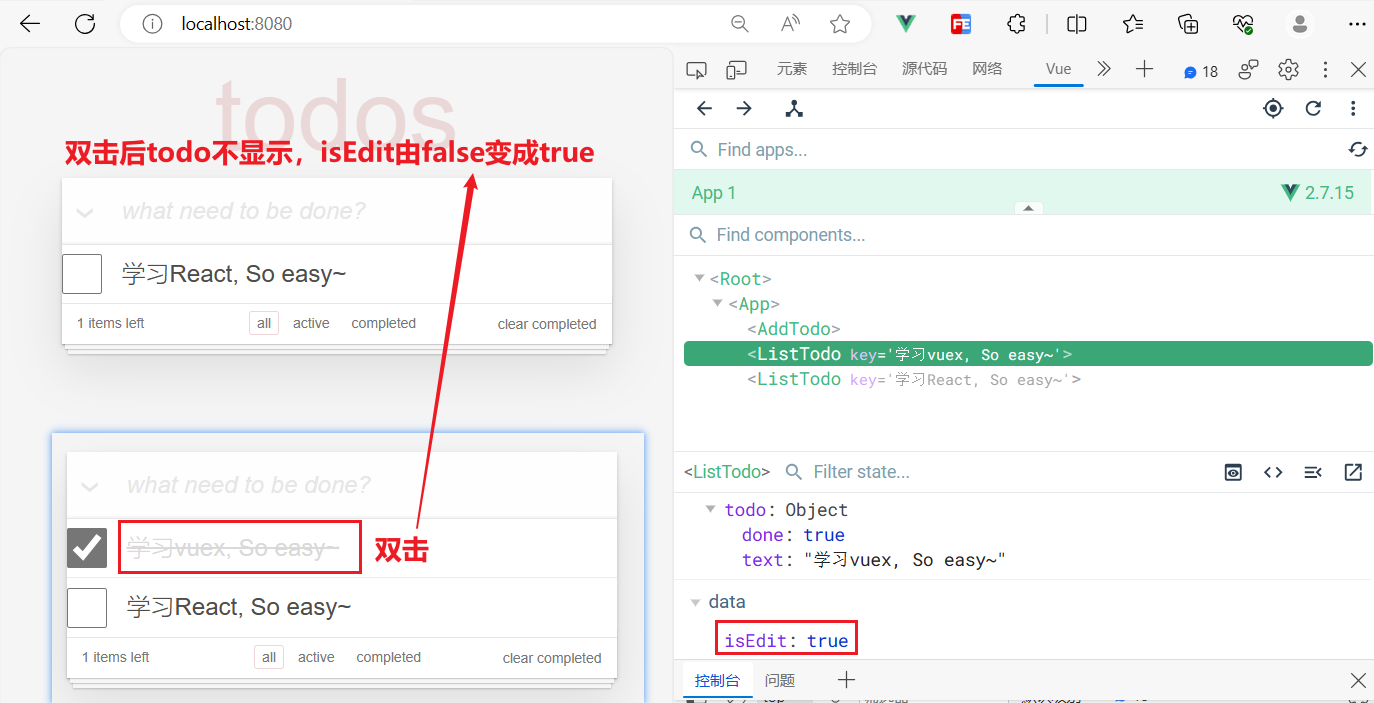 localhost:8080
元素 控制台 源代码 网络 Vue 18
todos
双击后todo不显示，isEdit由false变成true
what need to be done?
学习React, So easy~
1 items left all active completed clear completed
what need to be done?
学习vuex, So easy~ 双击
学习React, So easy~
1 items left all active completed clear completed
Find apps...
App 1 2.7.15
Find components...
<Root>
<App>
<AddTodo>
<ListTodo key='学习vuex, So easy~'>
<ListTodo key='学习React, So easy~'>
<ListTodo> Filter state...
todo: Object
done: true
text: "学习vuex, So easy~"
data
isEdit: true
控制台 问题